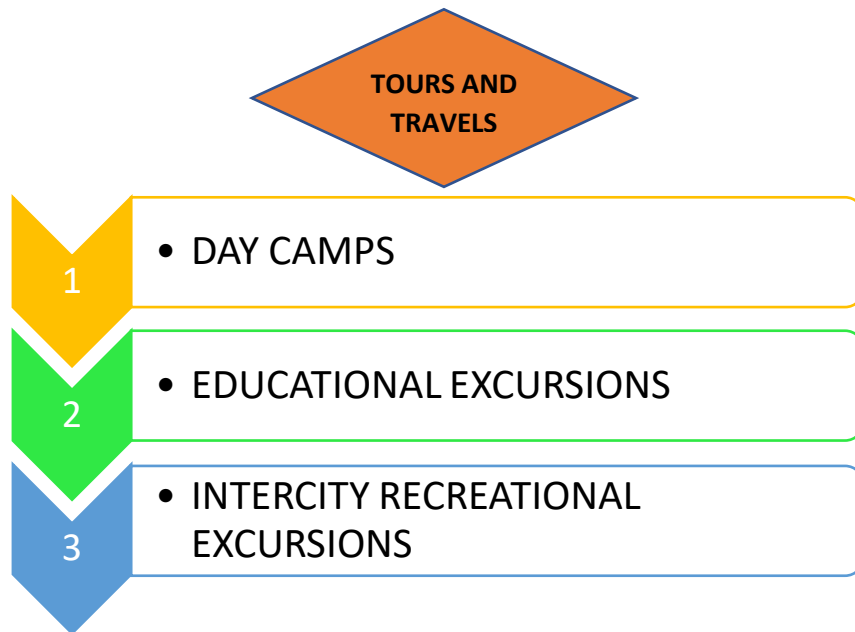 TOURS AND
TRAVELS
1
• DAY CAMPS
2
• EDUCATIONAL EXCURSIONS
3
• INTERCITY RECREATIONAL
EXCURSIONS